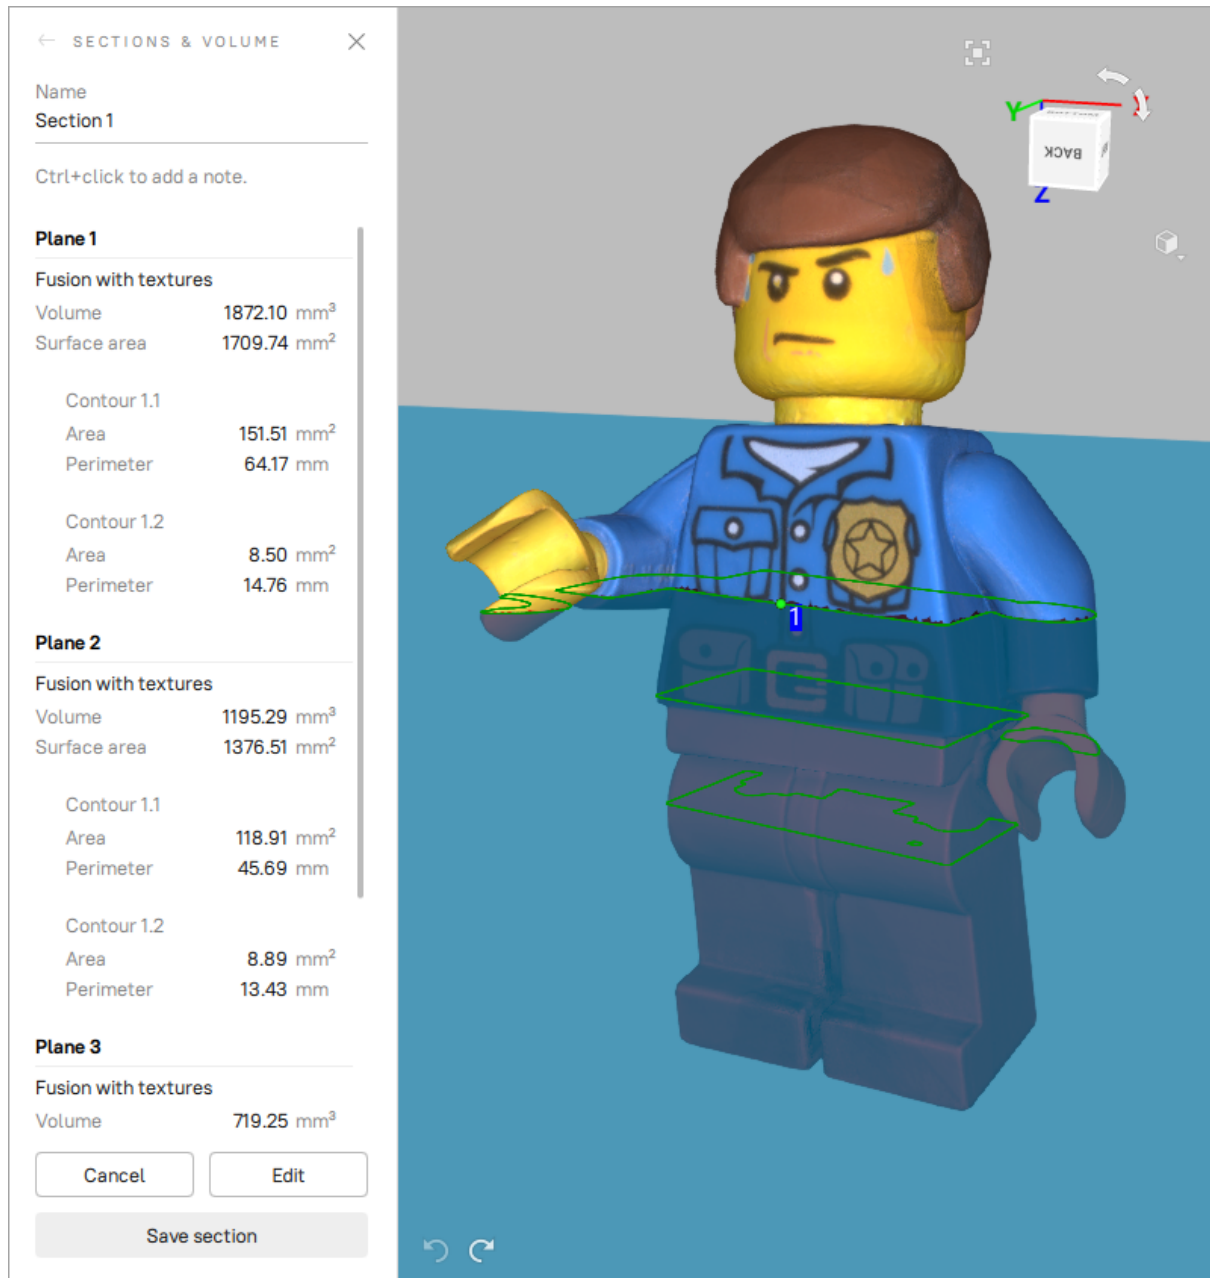 SECTIONS & VOLUME
Name
Section 1
Ctrl+click to add a note.
Plane 1
Fusion with textures
Volume 1872.10 mm³
Surface area 1709.74 mm²
Contour 1.1
Area 151.51 mm²
Perimeter 64.17 mm
Contour 1.2
Area 8.50 mm²
Perimeter 14.76 mm
Plane 2
Fusion with textures
Volume 1195.29 mm³
Surface area 1376.51 mm²
Contour 1.1
Area 118.91 mm²
Perimeter 45.69 mm
Contour 1.2
Area 8.89 mm²
Perimeter 13.43 mm
Plane 3
Fusion with textures
Volume 719.25 mm³
Cancel Edit
Save section
Y X
BOTTOM
BACK
Z
1